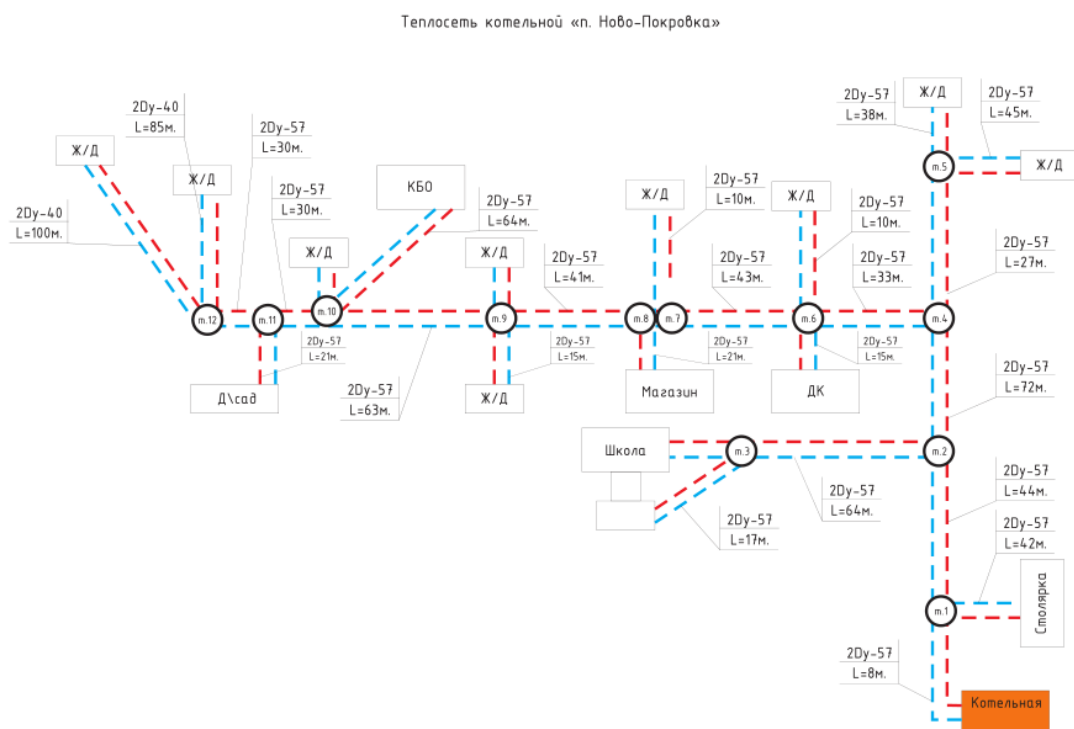 Теплосеть котельной «п. Ново-Покровка»
2Dy-40
L=85м.
2Dy-57
L=30м.
Ж/Д
Ж/Д
2Dy-57
L=30м.
КБО
2Dy-57
L=64м.
2Dy-40
L=100м.
Ж/Д
Ж/Д
2Dy-57
L=41м.
Ж/Д
2Dy-57
L=10м.
2Dy-57
L=43м.
Ж/Д
2Dy-57
L=10м.
2Dy-57
L=33м.
2Dy-57
L=38м.
Ж/Д
2Dy-57
L=45м.
т.5
Ж/Д
2Dy-57
L=27м.
т.12
т.11
т.10
т.9
т.8
т.7
т.6
т.4
2Dy-57
L=21м.
2Dy-57
L=15м.
2Dy-57
L=21м.
2Dy-57
L=15м.
Д\сад
2Dy-57
L=63м.
Ж/Д
Магазин
ДК
2Dy-57
L=72м.
Школа
т.3
т.2
2Dy-57
L=64м.
2Dy-57
L=17м.
2Dy-57
L=44м.
2Dy-57
L=42м.
т.1
Столярка
2Dy-57
L=8м.
Котельная